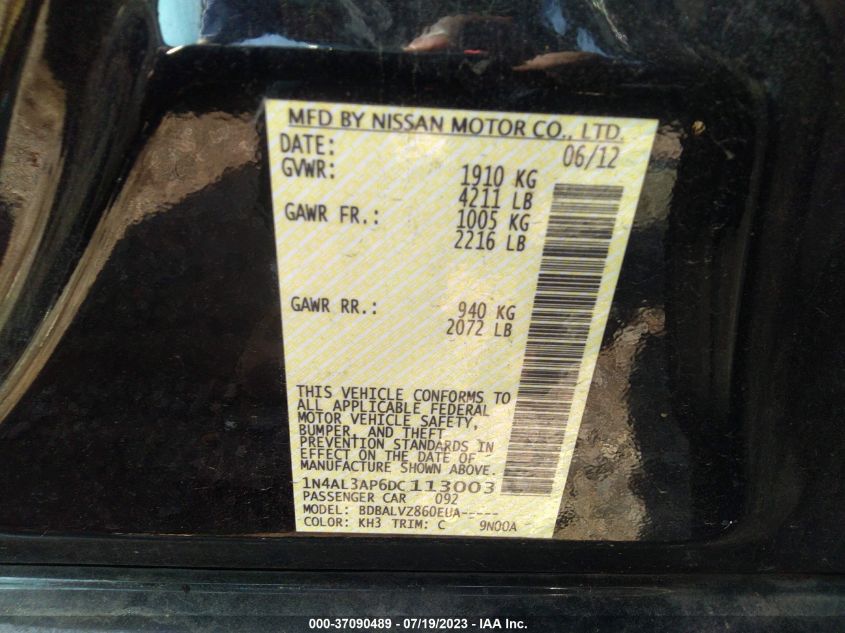 MFD BY NISSAN MOTOR CO., LTD.
DATE: 06/12
GVWR: 1910 KG
4211 LB
GAWR FR.: 1005 KG
2216 LB
GAWR RR.: 940 KG
2072 LB
THIS VEHICLE CONFORMS TO
ALL APPLICABLE FEDERAL
MOTOR VEHICLE SAFETY,
BUMPER, AND THEFT
PREVENTION STANDARDS IN
EFFECT ON THE DATE OF
MANUFACTURE SHOWN ABOVE.
1N4AL3AP6DC113003
PASSENGER CAR 092
MODEL: BDBALVZ860EUA-----
COLOR: KH3 TRIM: C 9N00A
000-37090489 - 07/19/2023 - IAA Inc.